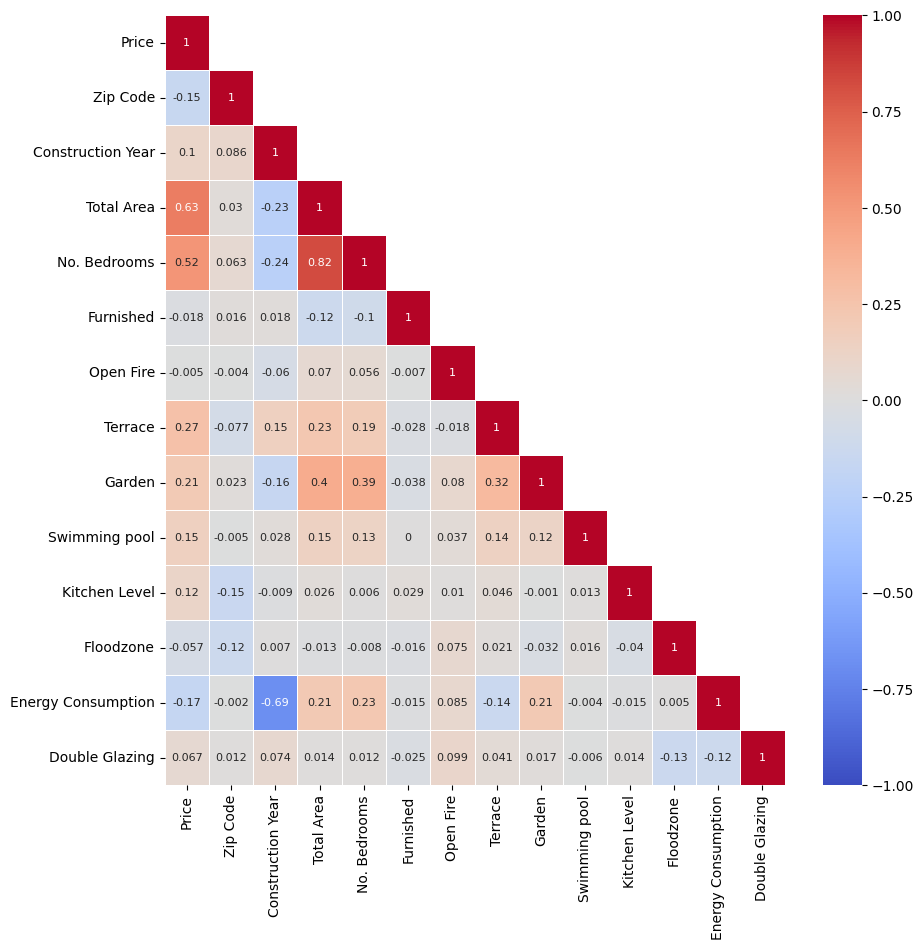 1.00
Price 1
Zip Code -0.15 1
0.75
Construction Year 0.1 0.086 1
Total Area 0.63 0.03 -0.23 1
0.50
No. Bedrooms 0.52 0.063 -0.24 0.82 1
0.25
Furnished -0.018 0.016 0.018 -0.12 -0.1 1
Open Fire -0.005 -0.004 -0.06 0.07 0.056 -0.007 1
0.00
Terrace 0.27 -0.077 0.15 0.23 0.19 -0.028 -0.018 1
Garden 0.21 0.023 -0.16 0.4 0.39 -0.038 0.08 0.32 1
−0.25
Swimming pool 0.15 -0.005 0.028 0.15 0.13 0 0.037 0.14 0.12 1
Kitchen Level 0.12 -0.15 -0.009 0.026 0.006 0.029 0.01 0.046 -0.001 0.013 1
−0.50
Floodzone -0.057 -0.12 0.007 -0.013 -0.008 -0.016 0.075 0.021 -0.032 0.016 -0.04 1
−0.75
Energy Consumption -0.17 -0.002 -0.69 0.21 0.23 -0.015 0.085 -0.14 0.21 -0.004 -0.015 0.005 1
Double Glazing 0.067 0.012 0.074 0.014 0.012 -0.025 0.099 0.041 0.017 -0.006 0.014 -0.13 -0.12 1
−1.00
Price
Zip Code
Construction Year
Total Area
No. Bedrooms
Furnished
Open Fire
Terrace
Garden
Swimming pool
Kitchen Level
Floodzone
Energy Consumption
Double Glazing